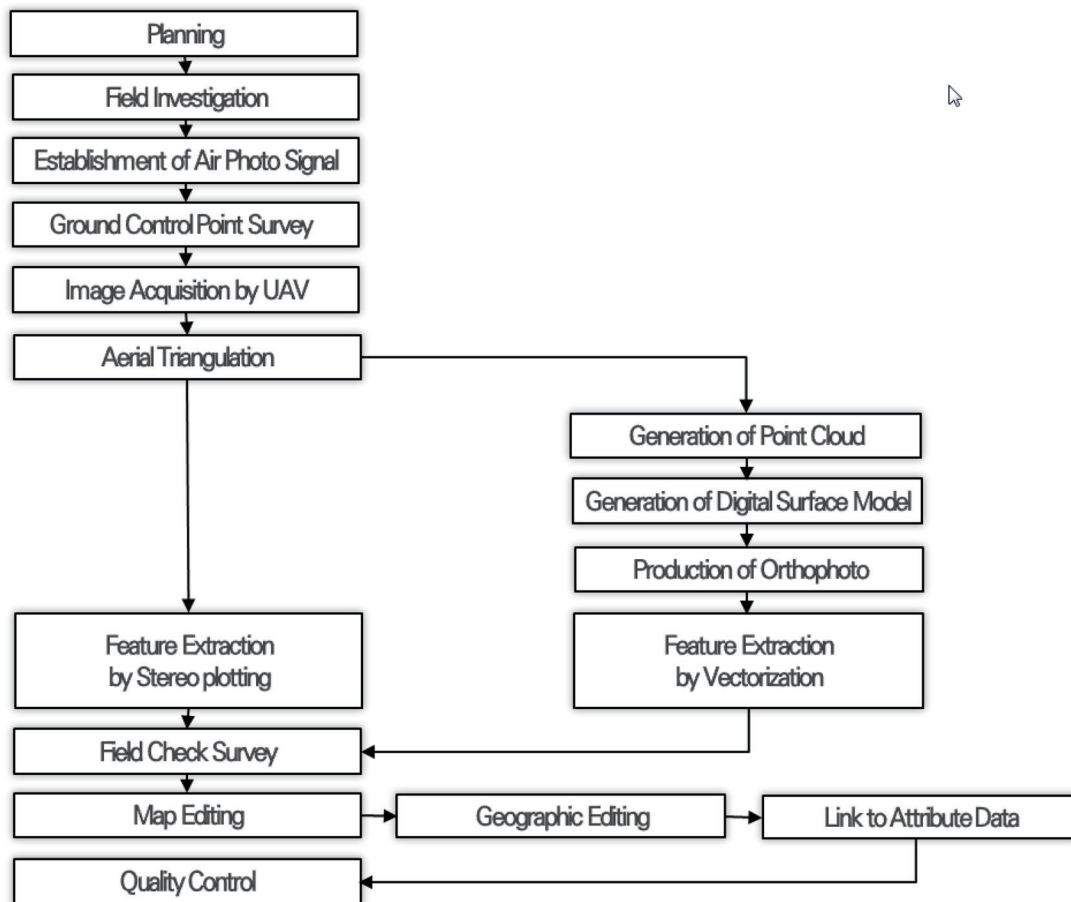 Planning
Field Investigation
Establishment of Air Photo Signal
Ground Control Point Survey
Image Acquisition by UAV
Aerial Triangulation
Generation of Point Cloud
Generation of Digital Surface Model
Production of Orthophoto
Feature Extraction
by Stereo plotting
Feature Extraction
by Vectorization
Field Check Survey
Map Editing
Geographic Editing
Link to Attribute Data
Quality Control